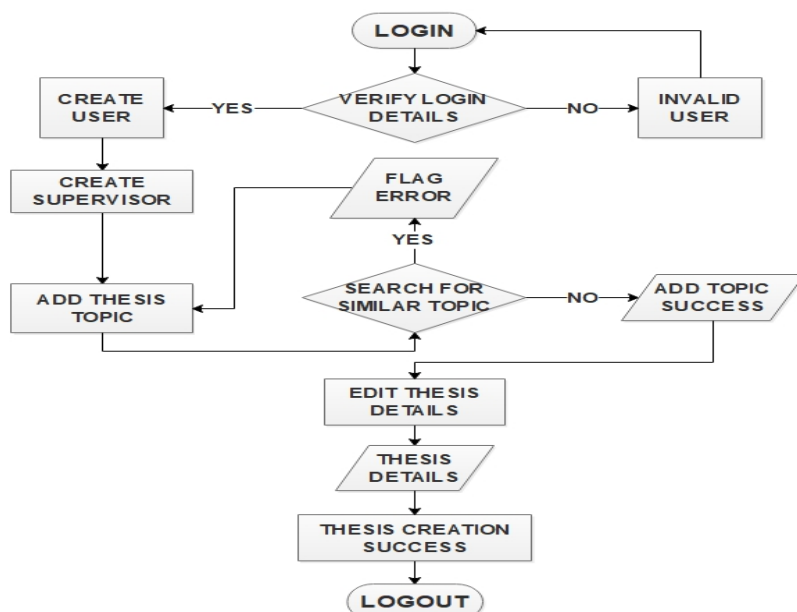 LOGIN
CREATE
USER
YES
VERIFY LOGIN
DETAILS
NO
INVALID
USER
CREATE
SUPERVISOR
FLAG
ERROR
YES
ADD THESIS
TOPIC
SEARCH FOR
SIMILAR TOPIC
NO
ADD TOPIC
SUCCESS
EDIT THESIS
DETAILS
THESIS
DETAILS
THESIS CREATION
SUCCESS
LOGOUT